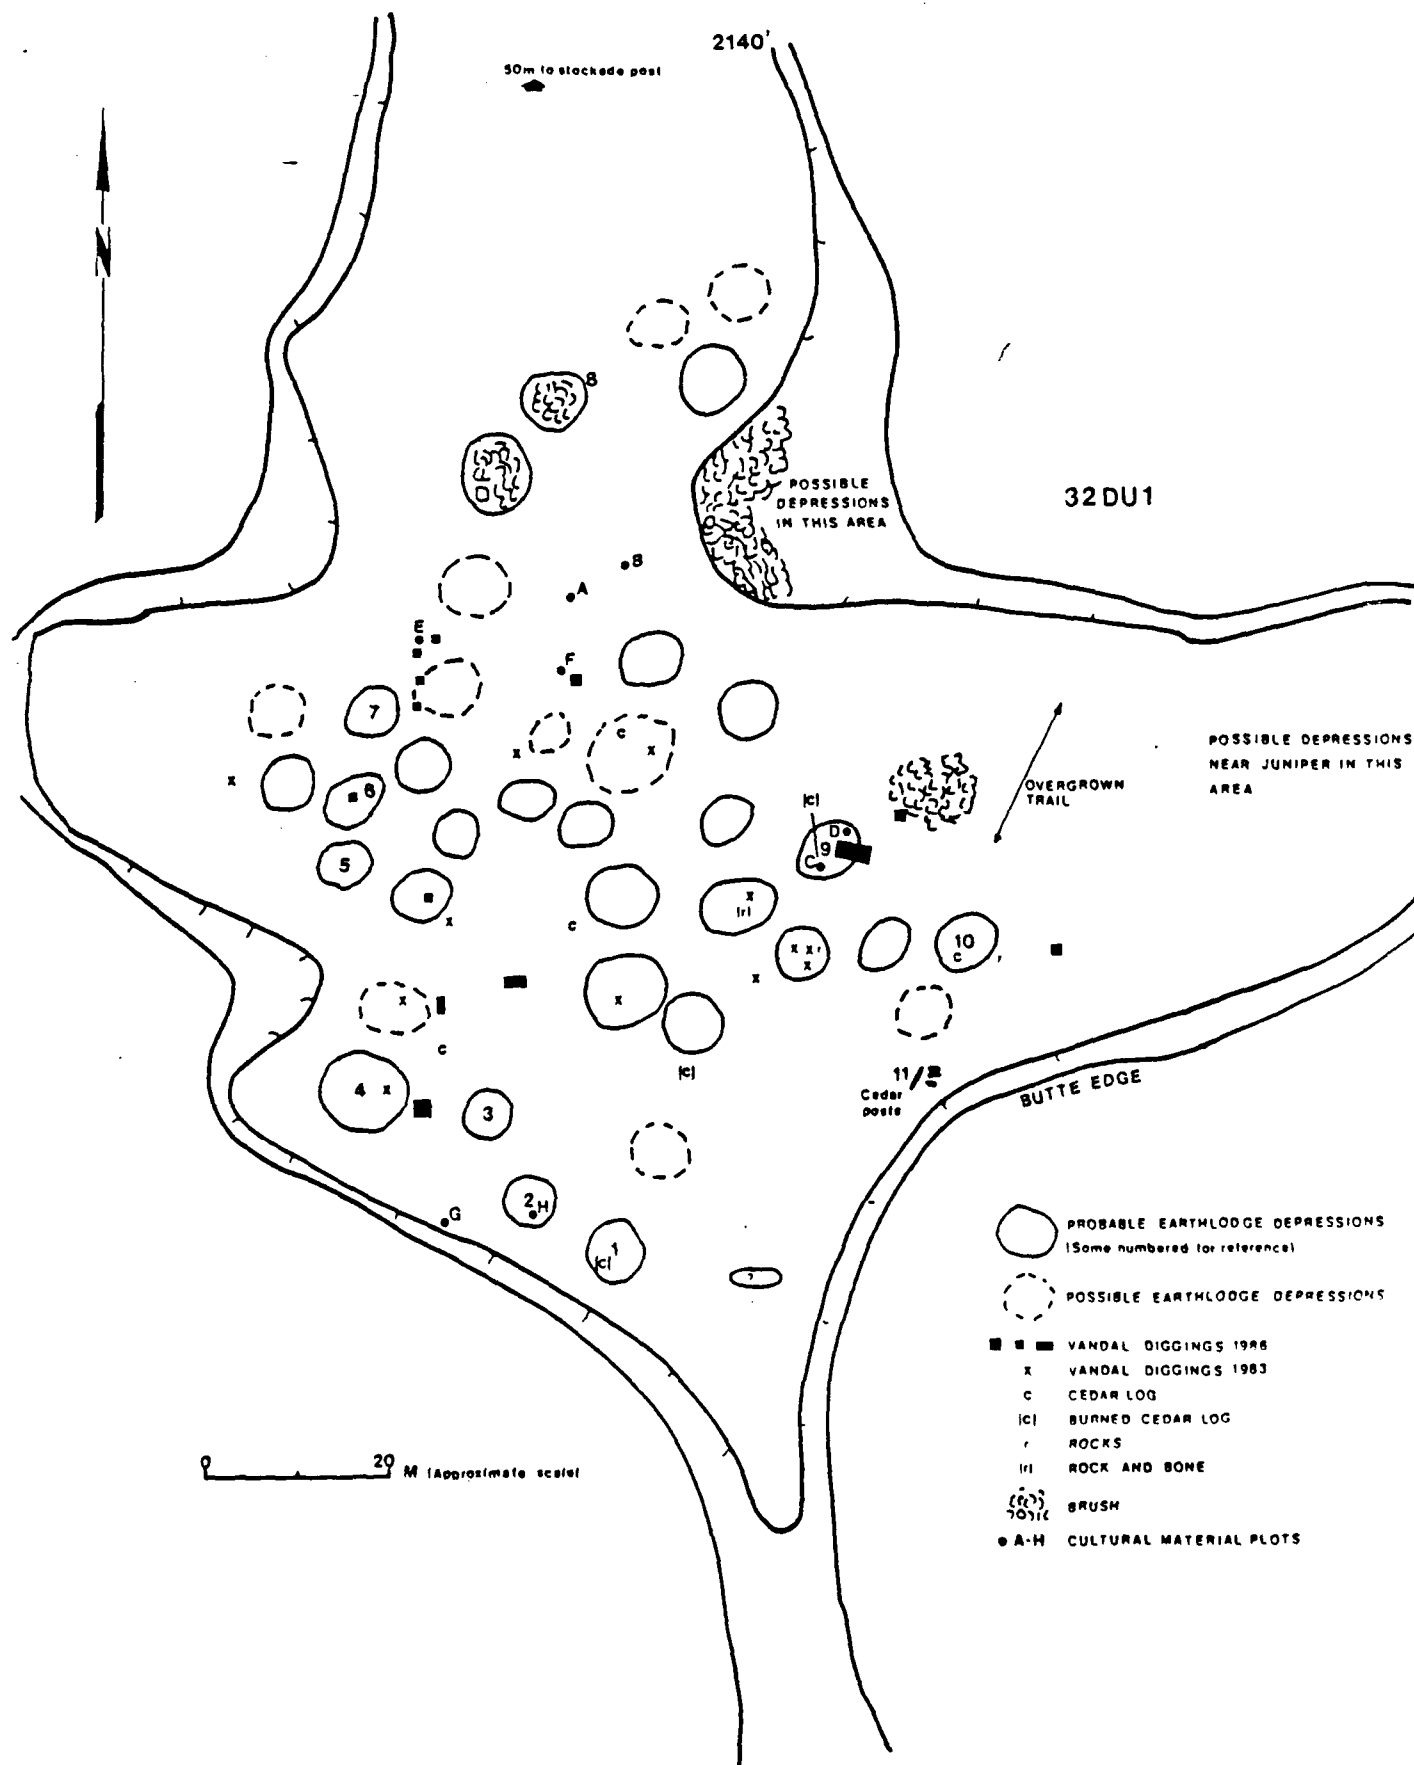 2140'
50m to stockade post
N
8
POSSIBLE
DEPRESSIONS
IN THIS AREA
32DU1
B
A
E
F
7
c
x
x
x
6
POSSIBLE DEPRESSIONS
NEAR JUNIPER IN THIS
AREA
OVERGROWN
TRAIL
|c|
D
9
C
5
x
x
|r|
c
x x r
x
x
10
c
r
x
x
c
|c|
11
Cedar
posts
BUTTE EDGE
4 x
3
2
H
G
1
|c|
?
PROBABLE EARTHLODGE DEPRESSIONS
(Some numbered for reference)
POSSIBLE EARTHLODGE DEPRESSIONS
VANDAL DIGGINGS 1986
x VANDAL DIGGINGS 1983
c CEDAR LOG
|c| BURNED CEDAR LOG
r ROCKS
|r| ROCK AND BONE
BRUSH
A-H CULTURAL MATERIAL PLOTS
0 20 M (Approximate scale)